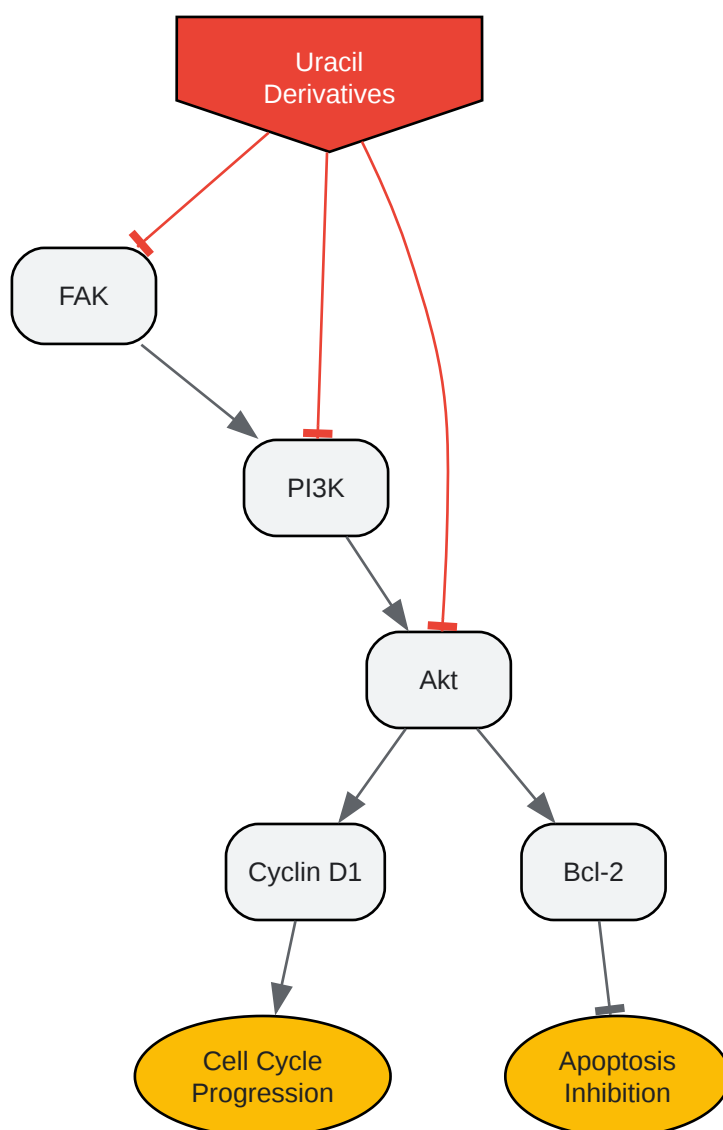 Uracil
Derivatives
FAK
PI3K
Akt
Cyclin D1
Bcl-2
Cell Cycle
Progression
Apoptosis
Inhibition